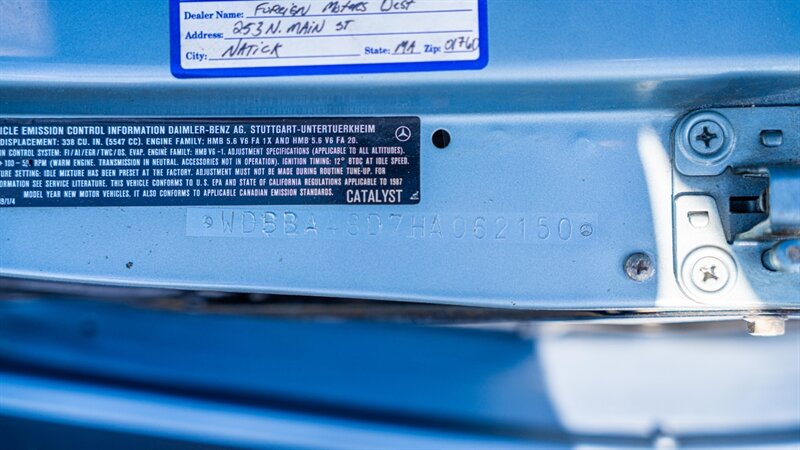 Dealer Name: Foreign Motors West
Address: 253 N. MAIN ST
City: NATICK State: MA Zip: 01760
ICLE EMISSION CONTROL INFORMATION DAIMLER-BENZ AG. STUTTGART-UNTERTUERKHEIM
DISPLACEMENT: 338 CU. IN. (5547 CC). ENGINE FAMILY: HMB 5.6 V6 FA 1X AND HMB 5.6 V6 FA 20.
ION CONTROL SYSTEM: FI/AI/EGR/TWC/OS. EVAP. ENGINE FAMILY: HMB V6-1. ADJUSTMENT SPECIFICATIONS (APPLICABLE TO ALL ALTITUDES).
RPM (WARM ENGINE. TRANSMISSION IN NEUTRAL. ACCESSORIES NOT IN OPERATION). IGNITION TIMING: 12° BTDC AT IDLE SPEED.
TURE SETTING: IDLE MIXTURE HAS BEEN PRESET AT THE FACTORY. ADJUSTMENT MUST NOT BE MADE DURING ROUTINE TUNE-UP. FOR
ORMATION SEE SERVICE LITERATURE. THIS VEHICLE CONFORMS TO U.S. EPA AND STATE OF CALIFORNIA REGULATIONS APPLICABLE TO 1987
MODEL YEAR NEW MOTOR VEHICLES. IT ALSO CONFORMS TO APPLICABLE CANADIAN EMISSION STANDARDS.
CATALYST